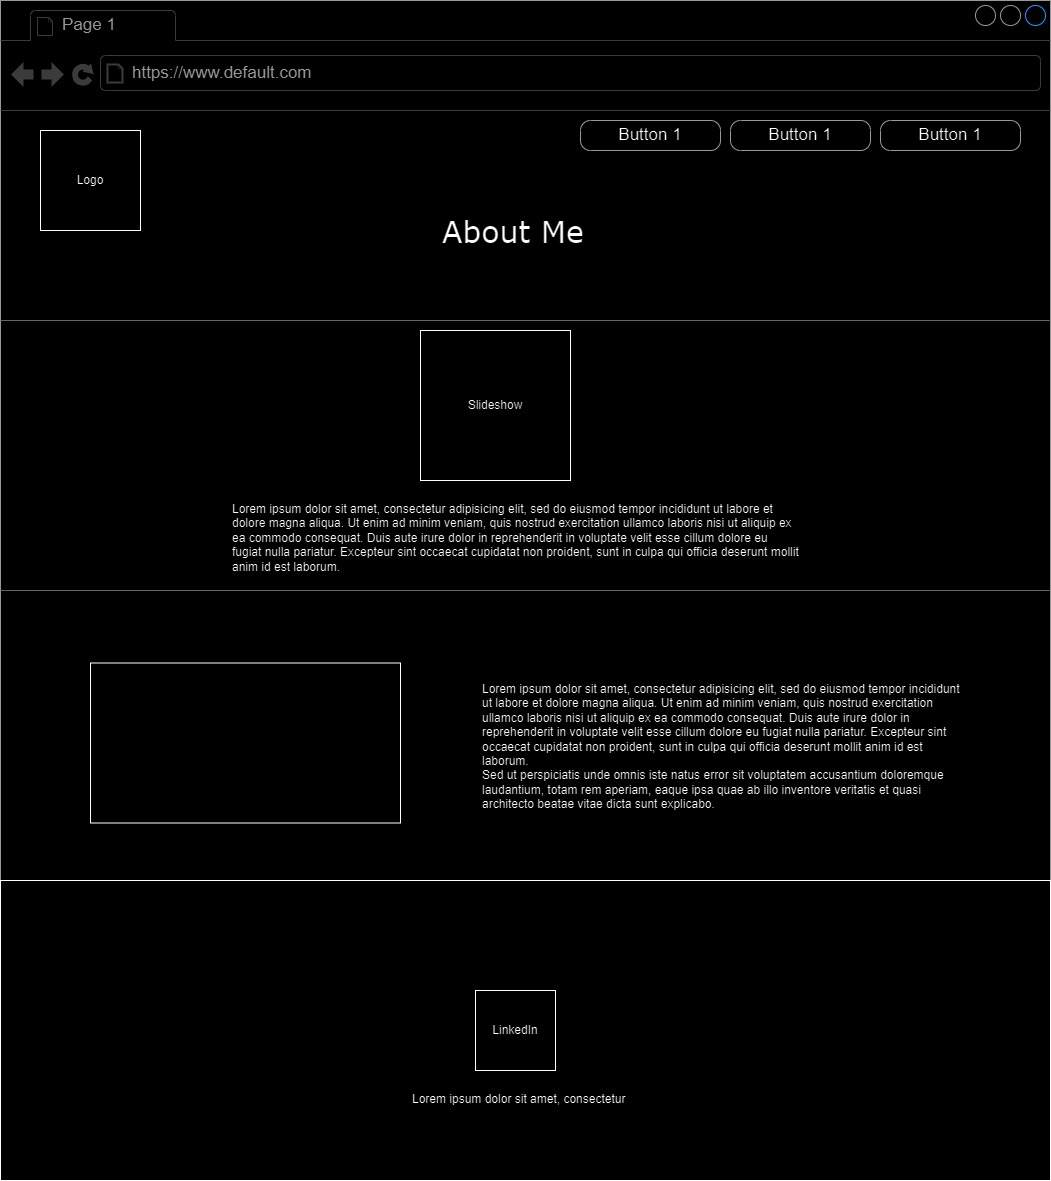 Page 1
https://www.default.com
Button 1
Button 1
Button 1
Logo
About Me
Slideshow
Lorem ipsum dolor sit amet, consectetur adipisicing elit, sed do eiusmod tempor incididunt ut labore et
dolore magna aliqua. Ut enim ad minim veniam, quis nostrud exercitation ullamco laboris nisi ut aliquip ex
ea commodo consequat. Duis aute irure dolor in reprehenderit in voluptate velit esse cillum dolore eu
fugiat nulla pariatur. Excepteur sint occaecat cupidatat non proident, sunt in culpa qui officia deserunt mollit
anim id est laborum.
Lorem ipsum dolor sit amet, consectetur adipisicing elit, sed do eiusmod tempor incididunt
ut labore et dolore magna aliqua. Ut enim ad minim veniam, quis nostrud exercitation
ullamco laboris nisi ut aliquip ex ea commodo consequat. Duis aute irure dolor in
reprehenderit in voluptate velit esse cillum dolore eu fugiat nulla pariatur. Excepteur sint
occaecat cupidatat non proident, sunt in culpa qui officia deserunt mollit anim id est
laborum.
Sed ut perspiciatis unde omnis iste natus error sit voluptatem accusantium doloremque
laudantium, totam rem aperiam, eaque ipsa quae ab illo inventore veritatis et quasi
architecto beatae vitae dicta sunt explicabo.
LinkedIn
Lorem ipsum dolor sit amet, consectetur